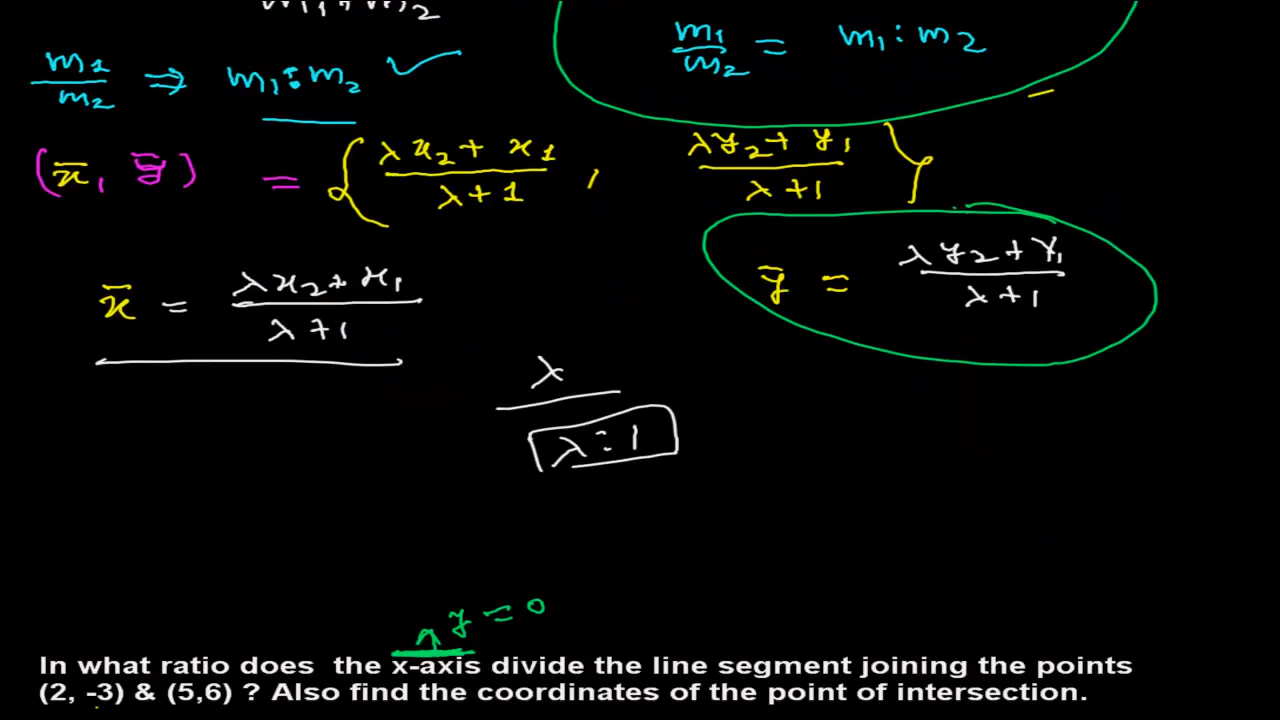 m₁/m₂ ⇒ m₁:m₂ ✓
m₁/m₂ = m₁:m₂
(x̄, ȳ) = {(λx₂+x₁)/(λ+1), (λy₂+y₁)/(λ+1)}
x̄ = (λx₂+x₁)/(λ+1)
ȳ = (λy₂+y₁)/(λ+1)
λ
λ:1
y=0
In what ratio does the x-axis divide the line segment joining the points
(2, -3) & (5,6) ? Also find the coordinates of the point of intersection.